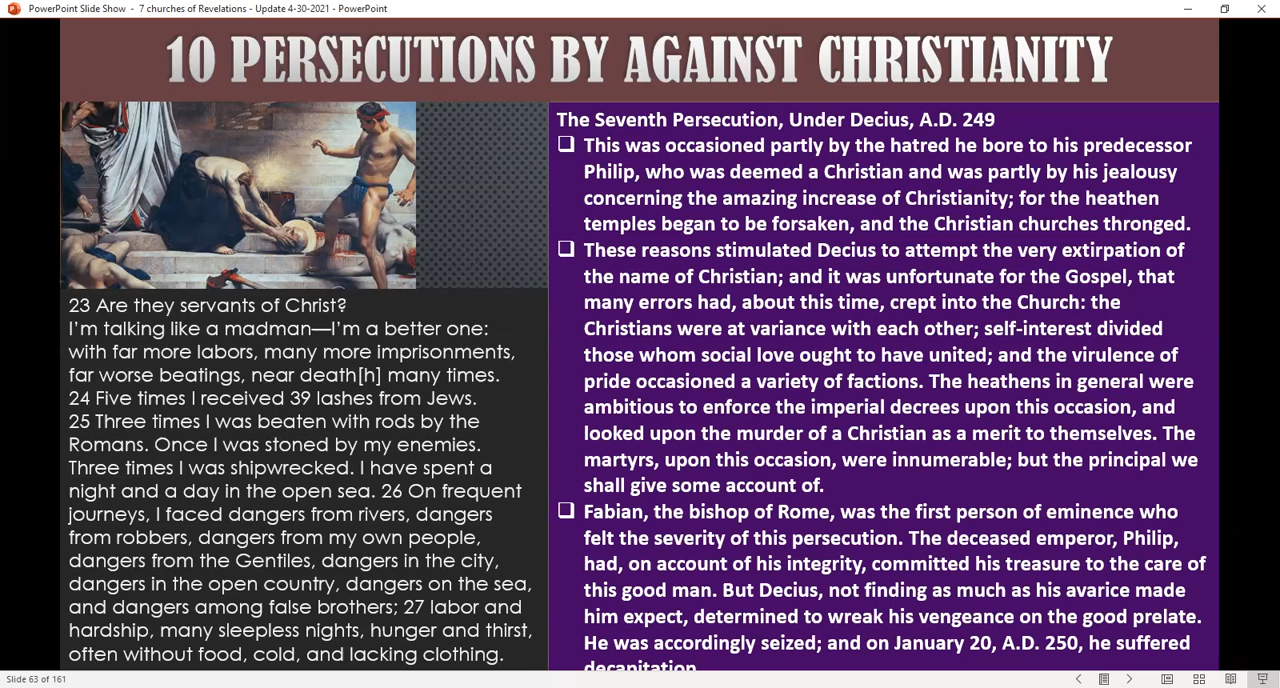 PowerPoint Slide Show - 7 churches of Revelations - Update 4-30-2021 - PowerPoint
10 PERSECUTIONS BY AGAINST CHRISTIANITY
23 Are they servants of Christ?
I'm talking like a madman—I'm a better one:
with far more labors, many more imprisonments,
far worse beatings, near death[h] many times.
24 Five times I received 39 lashes from Jews.
25 Three times I was beaten with rods by the
Romans. Once I was stoned by my enemies.
Three times I was shipwrecked. I have spent a
night and a day in the open sea. 26 On frequent
journeys, I faced dangers from rivers, dangers
from robbers, dangers from my own people,
dangers from the Gentiles, dangers in the city,
dangers in the open country, dangers on the sea,
and dangers among false brothers; 27 labor and
hardship, many sleepless nights, hunger and thirst,
often without food, cold, and lacking clothing.
The Seventh Persecution, Under Decius, A.D. 249
This was occasioned partly by the hatred he bore to his predecessor
Philip, who was deemed a Christian and was partly by his jealousy
concerning the amazing increase of Christianity; for the heathen
temples began to be forsaken, and the Christian churches thronged.
These reasons stimulated Decius to attempt the very extirpation of
the name of Christian; and it was unfortunate for the Gospel, that
many errors had, about this time, crept into the Church: the
Christians were at variance with each other; self-interest divided
those whom social love ought to have united; and the virulence of
pride occasioned a variety of factions. The heathens in general were
ambitious to enforce the imperial decrees upon this occasion, and
looked upon the murder of a Christian as a merit to themselves. The
martyrs, upon this occasion, were innumerable; but the principal we
shall give some account of.
Fabian, the bishop of Rome, was the first person of eminence who
felt the severity of this persecution. The deceased emperor, Philip,
had, on account of his integrity, committed his treasure to the care of
this good man. But Decius, not finding as much as his avarice made
him expect, determined to wreak his vengeance on the good prelate.
He was accordingly seized; and on January 20, A.D. 250, he suffered
decapitation
Slide 63 of 161